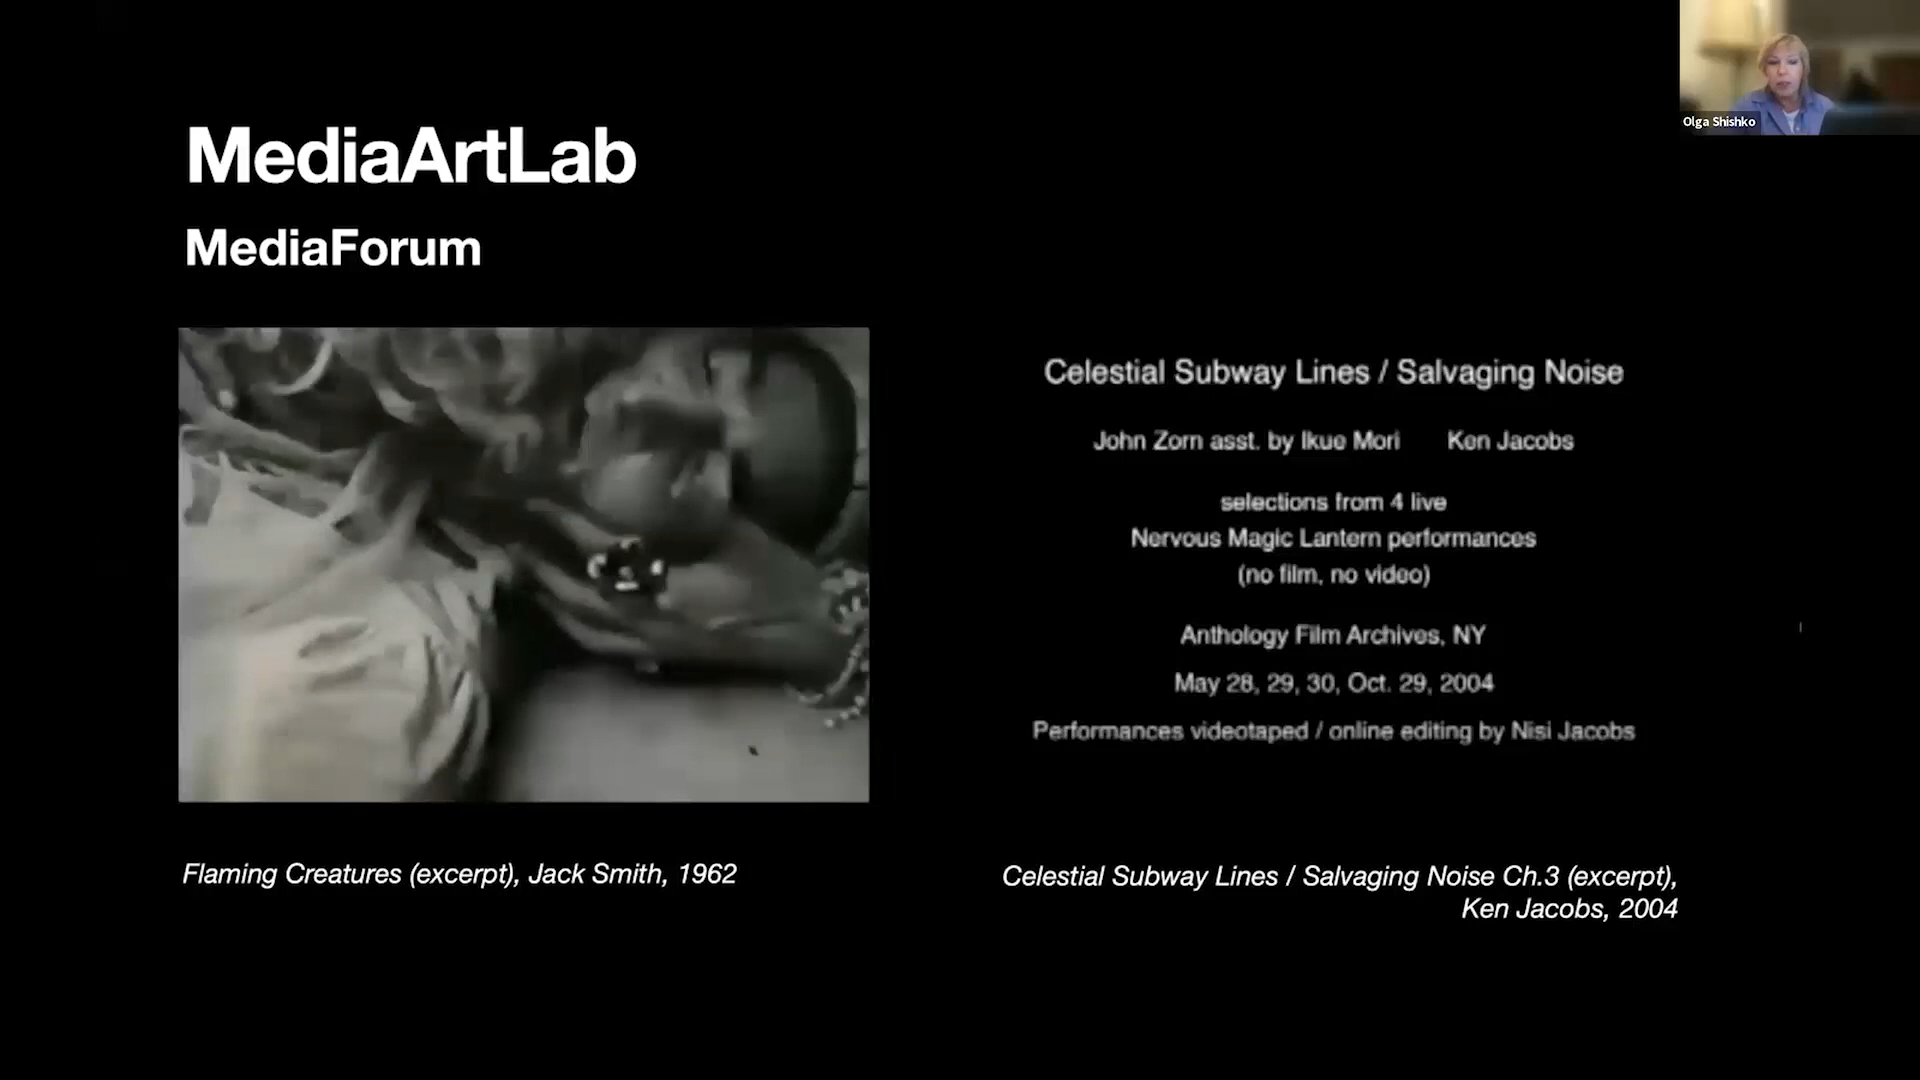 Olga Shishko
MediaArtLab
MediaForum
Celestial Subway Lines / Salvaging Noise
John Zorn asst. by Ikue Mori Ken Jacobs
selections from 4 live
Nervous Magic Lantern performances
(no film, no video)
Anthology Film Archives, NY
May 28, 29, 30, Oct. 29, 2004
Performances videotaped / online editing by Nisi Jacobs
Flaming Creatures (excerpt), Jack Smith, 1962
Celestial Subway Lines / Salvaging Noise Ch.3 (excerpt),
Ken Jacobs, 2004